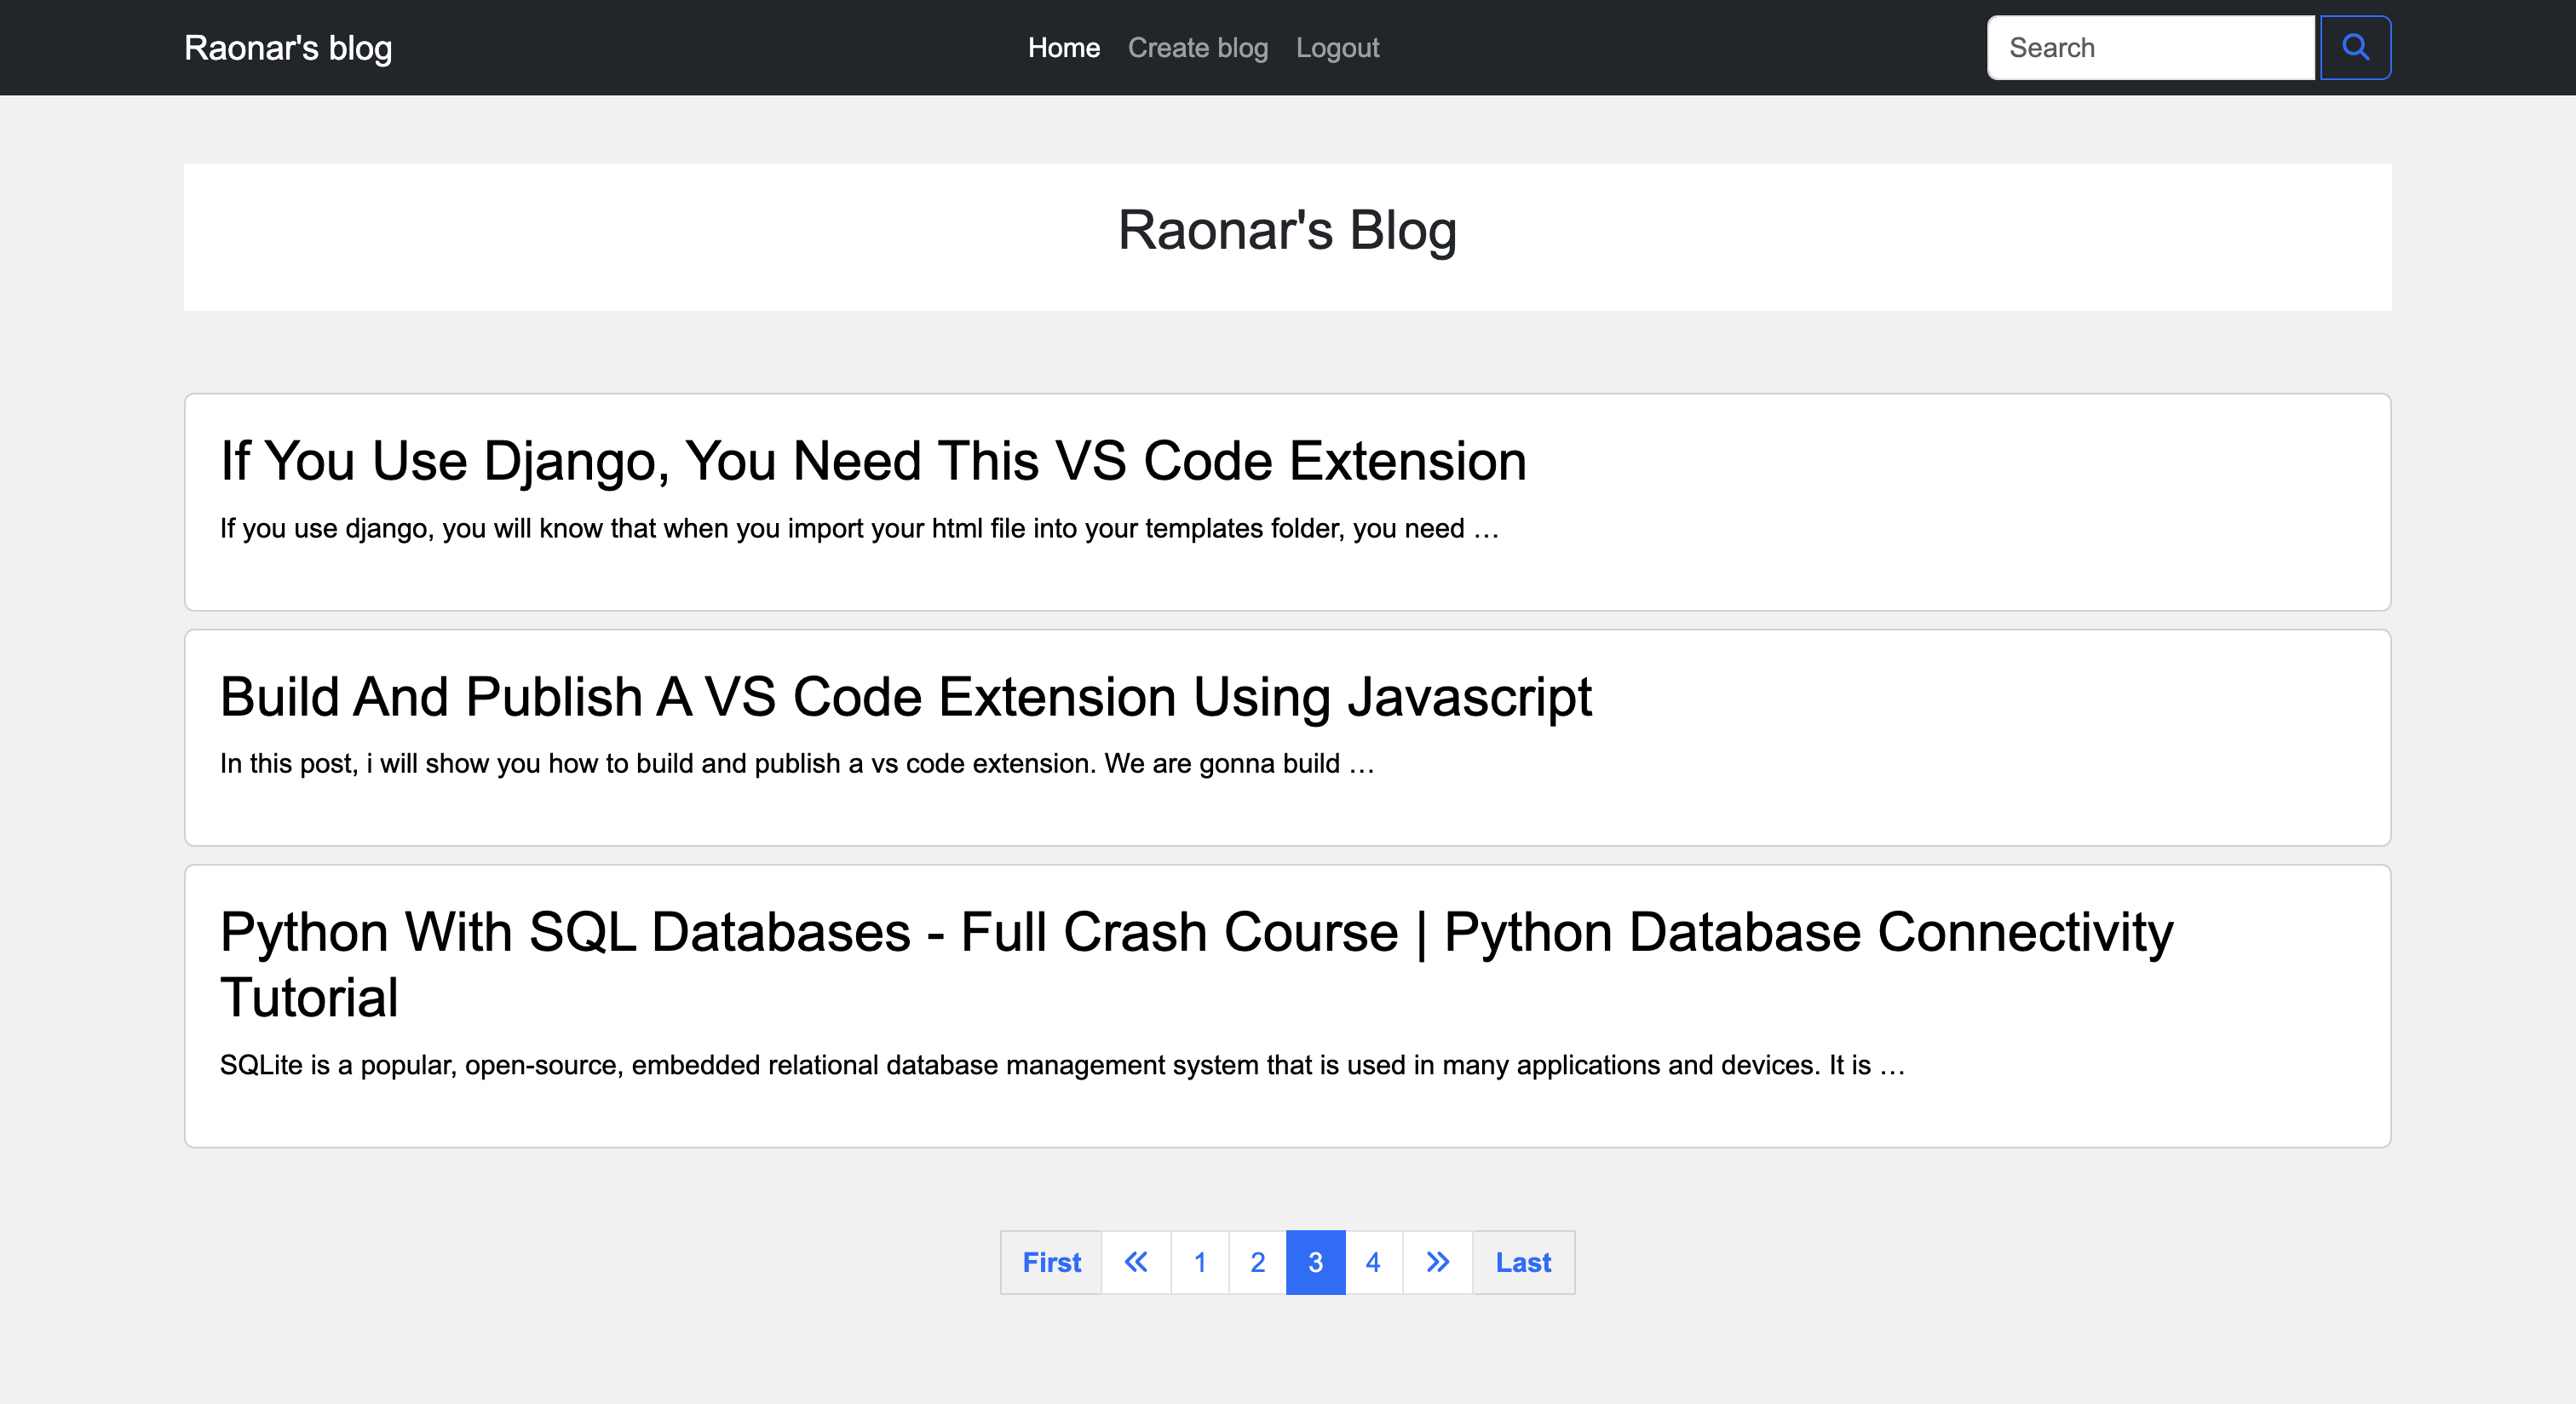 Raonar's blog
Home Create blog Logout
Search
Raonar's Blog
If You Use Django, You Need This VS Code Extension
If you use django, you will know that when you import your html file into your templates folder, you need …
Build And Publish A VS Code Extension Using Javascript
In this post, i will show you how to build and publish a vs code extension. We are gonna build …
Python With SQL Databases - Full Crash Course | Python Database Connectivity
Tutorial
SQLite is a popular, open-source, embedded relational database management system that is used in many applications and devices. It is …
First « 1 2 3 4 » Last